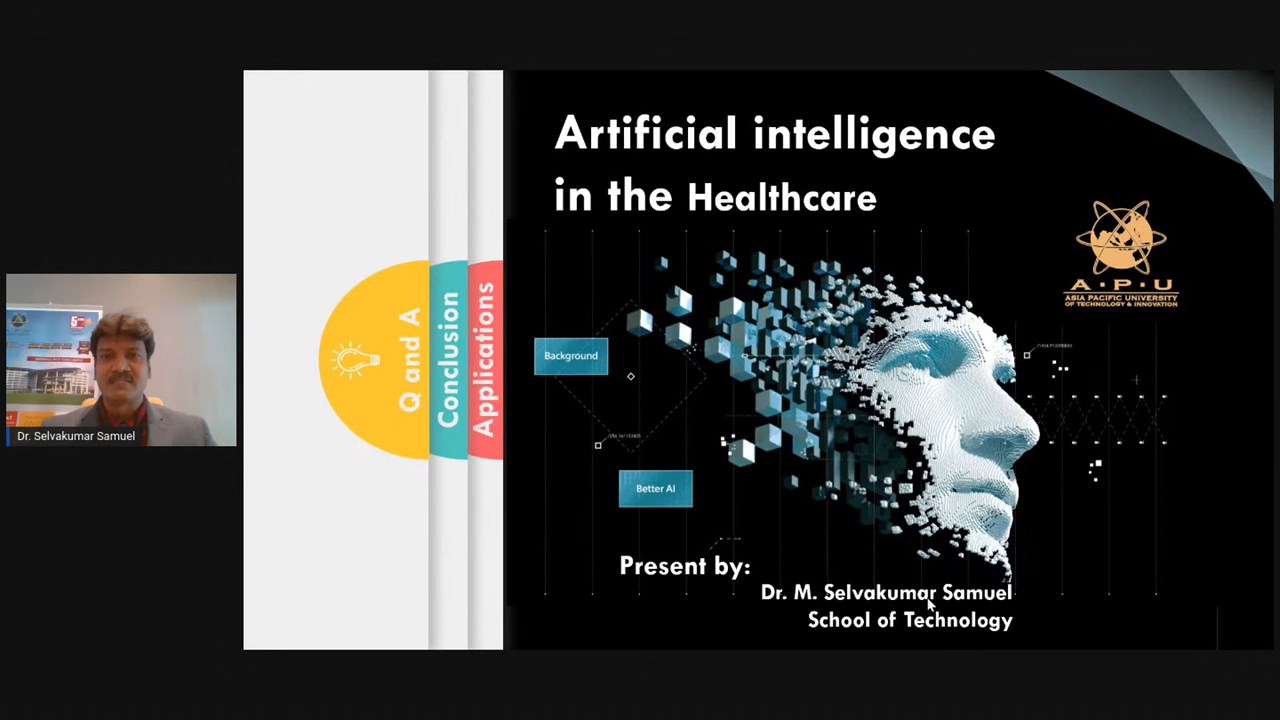 Artificial intelligence
in the Healthcare
A·P·U
ASIA PACIFIC UNIVERSITY
OF TECHNOLOGY & INNOVATION
Q and A
Conclusion
Applications
Background
Better AI
Present by:
Dr. M. Selvakumar Samuel
School of Technology
Dr. Selvakumar Samuel